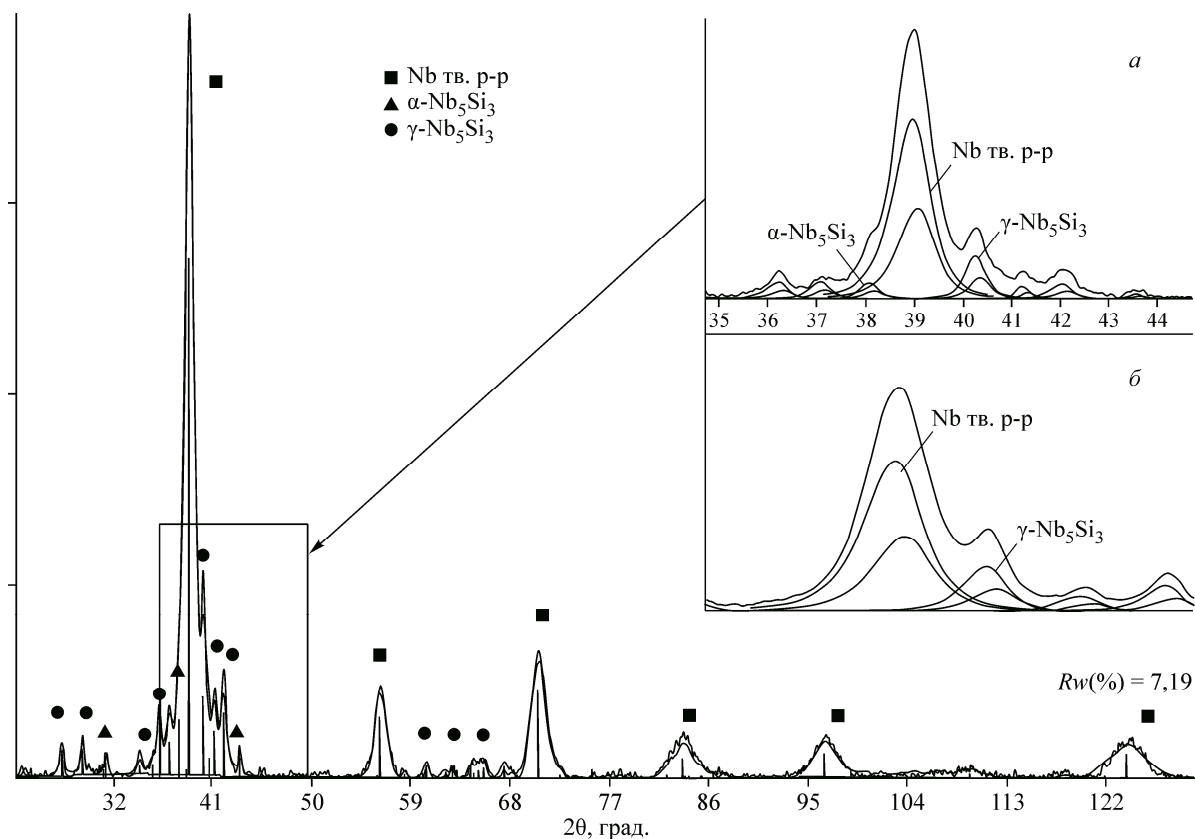 а
Nb тв. р-р
α-Nb5Si3
γ-Nb5Si3
Nb тв. р-р
α-Nb5Si3
γ-Nb5Si3
35 36 37 38 39 40 41 42 43 44
б
Nb тв. р-р
γ-Nb5Si3
Rw(%) = 7,19
32 41 50 59 68 77 86 95 104 113 122
2θ, град.